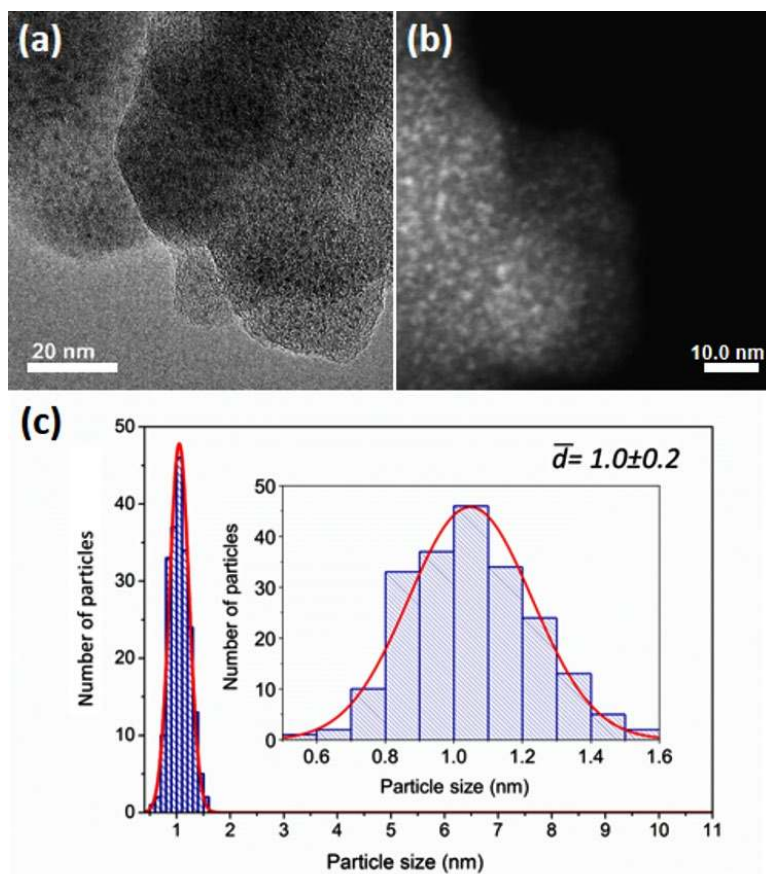 (a)
20 nm
(b)
10.0 nm
(c)
d̅= 1.0±0.2
Number of particles
50
40
30
20
10
0
1 2 3 4 5 6 7 8 9 10 11
Particle size (nm)
Number of particles
50
40
30
20
10
0
0.6 0.8 1.0 1.2 1.4 1.6
Particle size (nm)